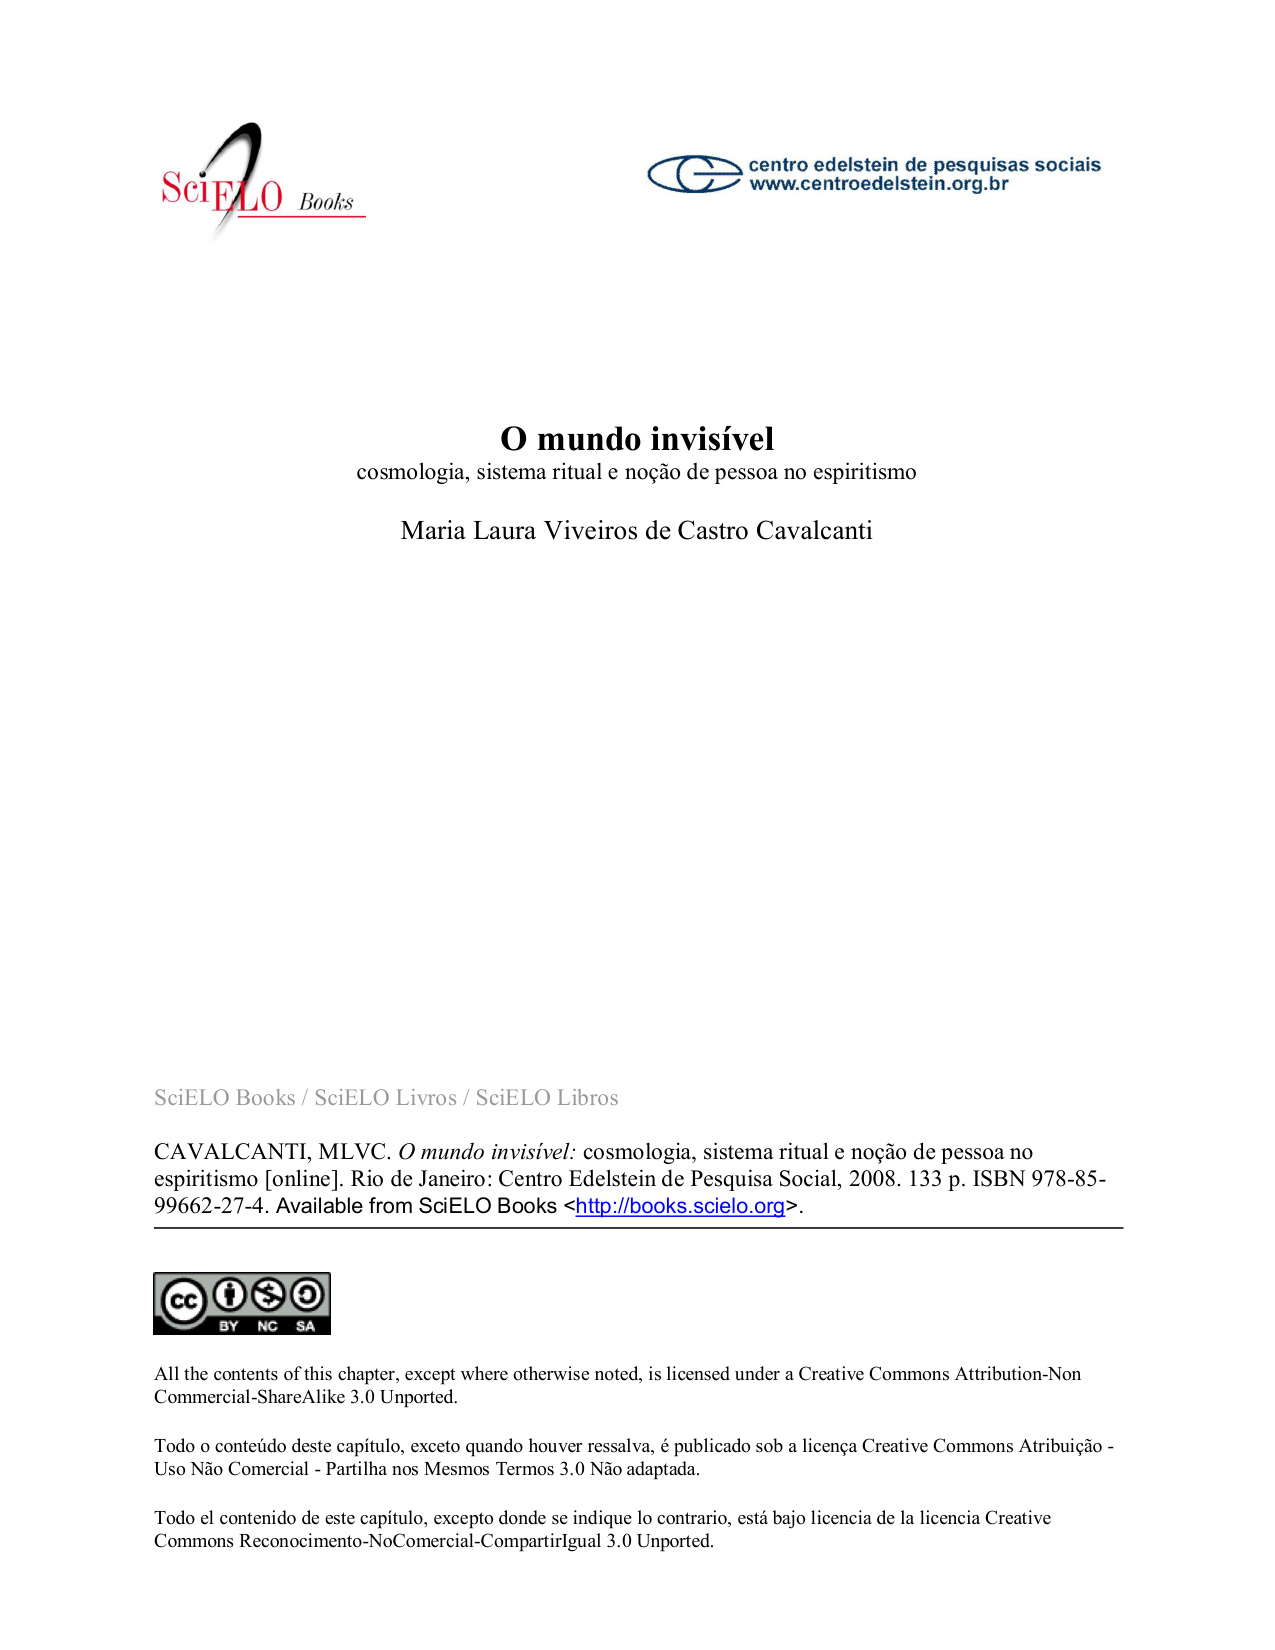 SciELO Books
centro edelstein de pesquisas sociais
www.centroedelstein.org.br
O mundo invisível
cosmologia, sistema ritual e noção de pessoa no espiritismo
Maria Laura Viveiros de Castro Cavalcanti
SciELO Books / SciELO Livros / SciELO Libros
CAVALCANTI, MLVC. O mundo invisível: cosmologia, sistema ritual e noção de pessoa no
espiritismo [online]. Rio de Janeiro: Centro Edelstein de Pesquisa Social, 2008. 133 p. ISBN 978-85-
99662-27-4. Available from SciELO Books <http://books.scielo.org>.
cc
BY NC SA
All the contents of this chapter, except where otherwise noted, is licensed under a Creative Commons Attribution-Non
Commercial-ShareAlike 3.0 Unported.
Todo o conteúdo deste capítulo, exceto quando houver ressalva, é publicado sob a licença Creative Commons Atribuição -
Uso Não Comercial - Partilha nos Mesmos Termos 3.0 Não adaptada.
Todo el contenido de este capítulo, excepto donde se indique lo contrario, está bajo licencia de la licencia Creative
Commons Reconocimento-NoComercial-CompartirIgual 3.0 Unported.